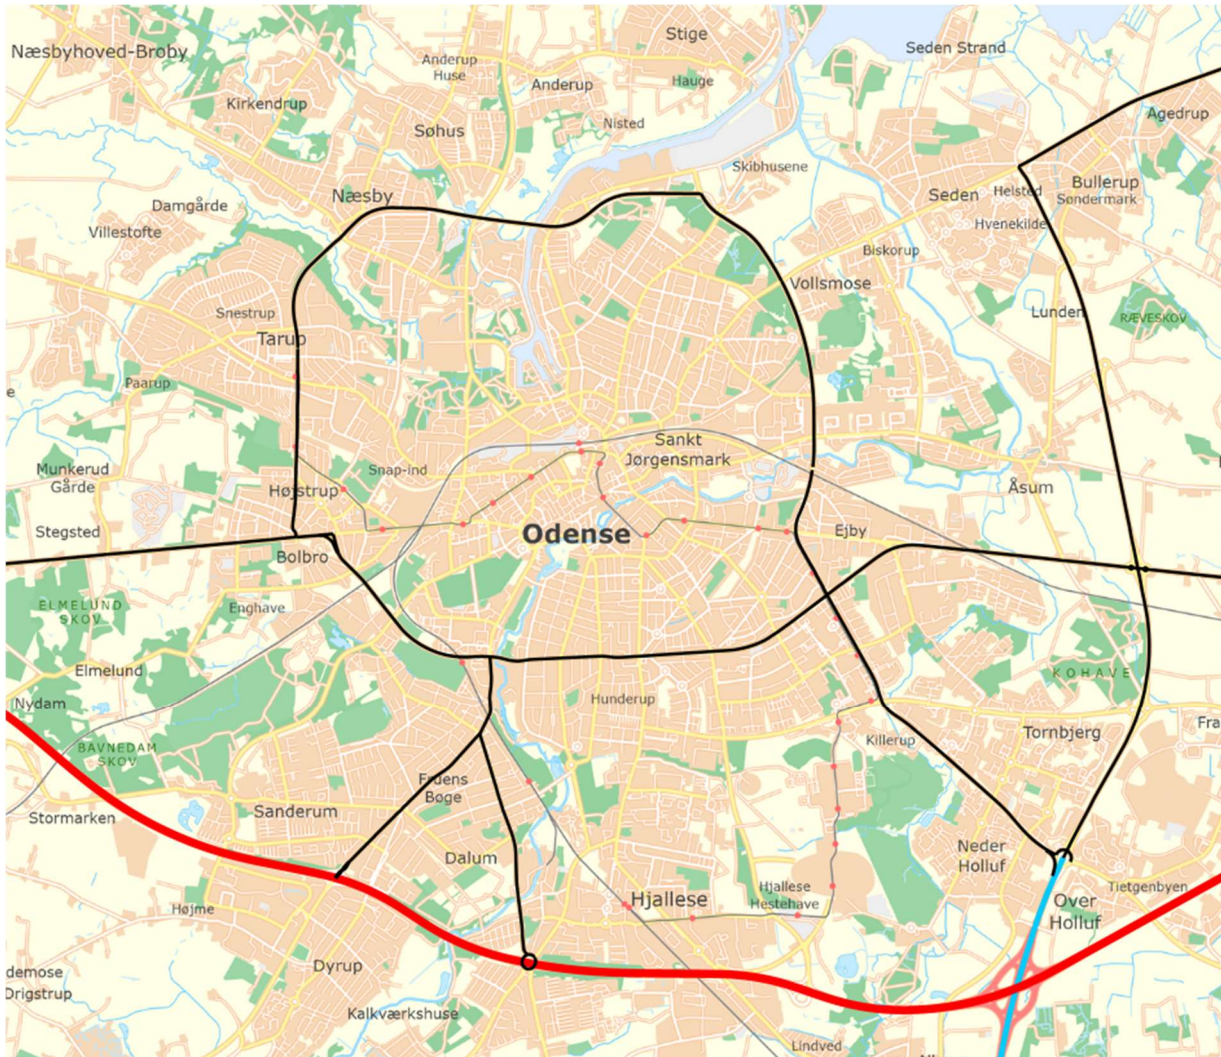 Stige
Seden Strand
Næsbyhoved-Broby
Anderup
Huse
Anderup
Hauge
Kirkendrup
Agedrup
Søhus
Nisted
Skibhusene
Næsby
Damgårde
Seden
Helsted
Bullerup
Søndermark
Villestofte
Hvenekilde
Biskorup
Vollsmose
Snestrup
Lunden
RÆVESKOV
Tarup
Paarup
e
Sankt
Jørgensmark
Munkerud
Gårde
Snap-ind
Højstrup
Åsum
Stegsted
Odense
Ejby
Bolbro
ELMELUND
SKOV
Enghave
Elmelund
KOHAVE
Nydam
Hunderup
Fra
BAVNEDAM
SKOV
Killerup
Tornbjerg
Fruens
Bøge
Stormarken
Sanderum
Dalum
Neder
Holluf
Hjallese
Hjallese
Hestehave
Tietgenbyen
Højme
Over
Holluf
Dyrup
demose
Drigstrup
Kalkværkshuse
Lindved